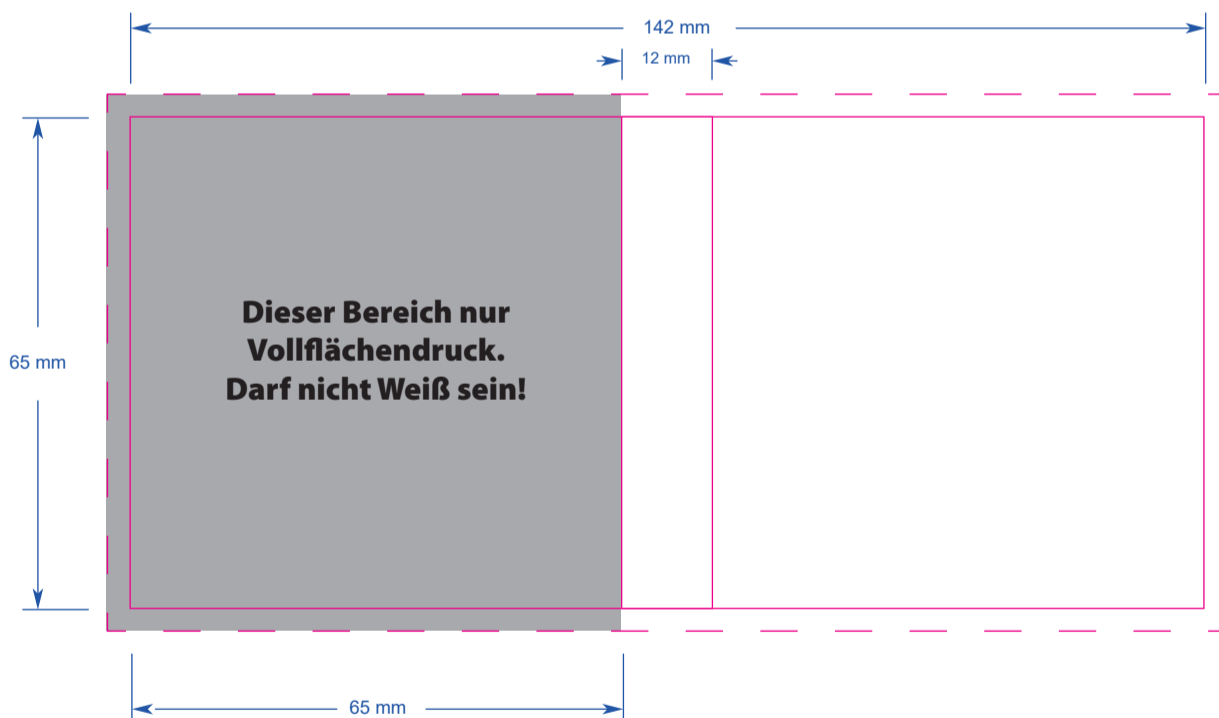 142 mm
12 mm
65 mm
Dieser Bereich nur
Vollflächendruck.
Darf nicht Weiß sein!
65 mm